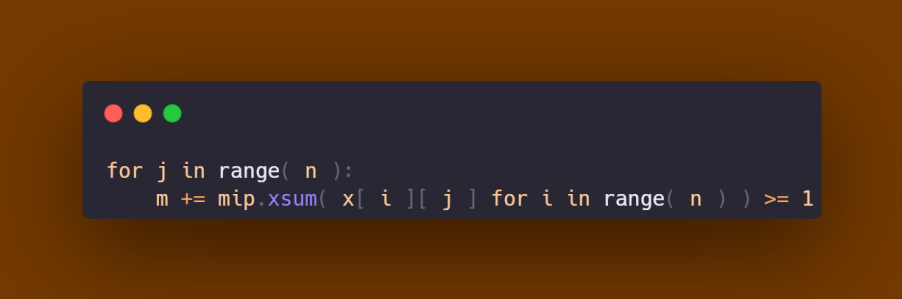 for j in range( n ):
    m += mip.xsum( x[ i ][ j ] for i in range( n ) ) >= 1